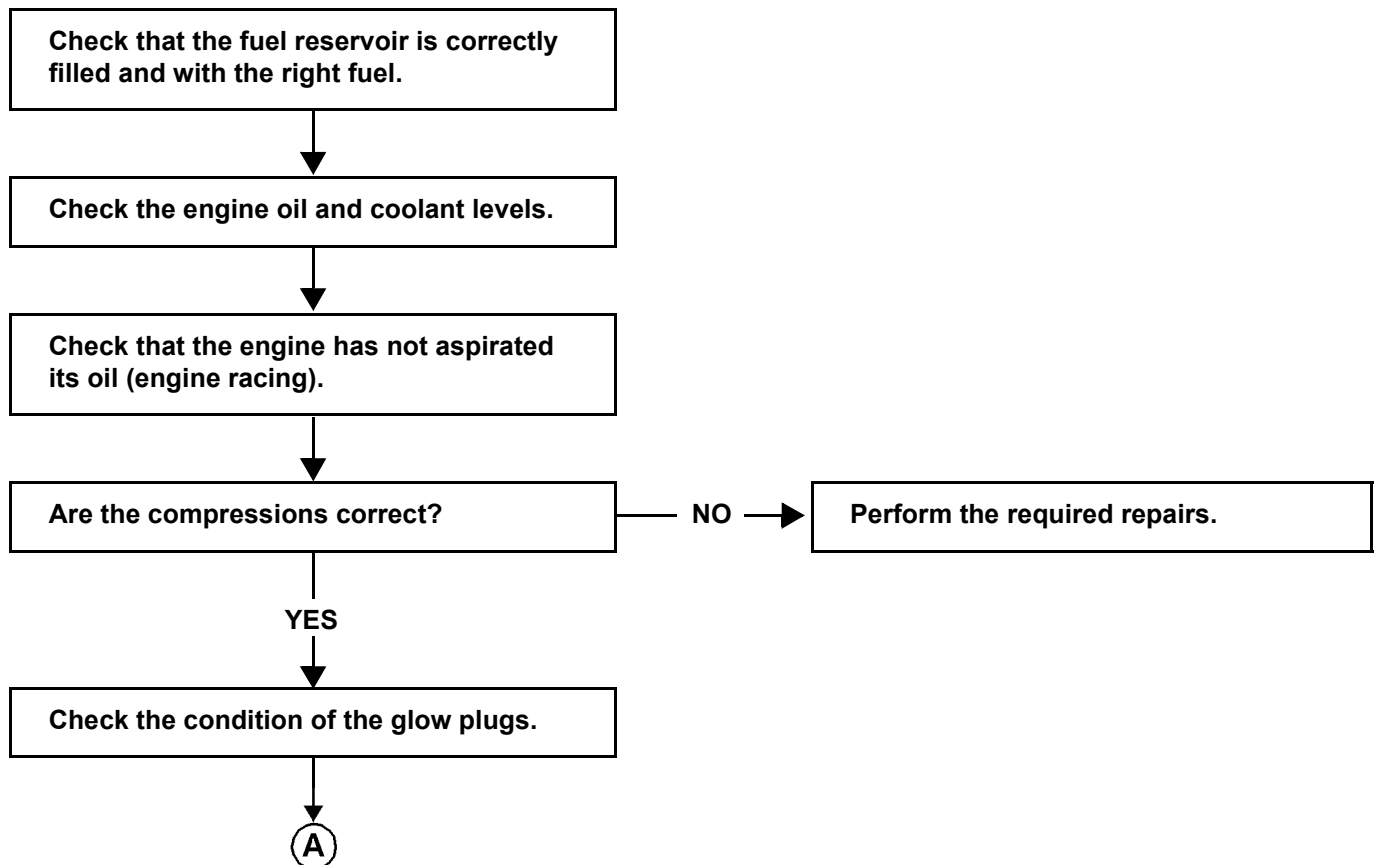 Check that the fuel reservoir is correctly
filled and with the right fuel.
Check the engine oil and coolant levels.
Check that the engine has not aspirated
its oil (engine racing).
Are the compressions correct?
NO
Perform the required repairs.
YES
Check the condition of the glow plugs.
A